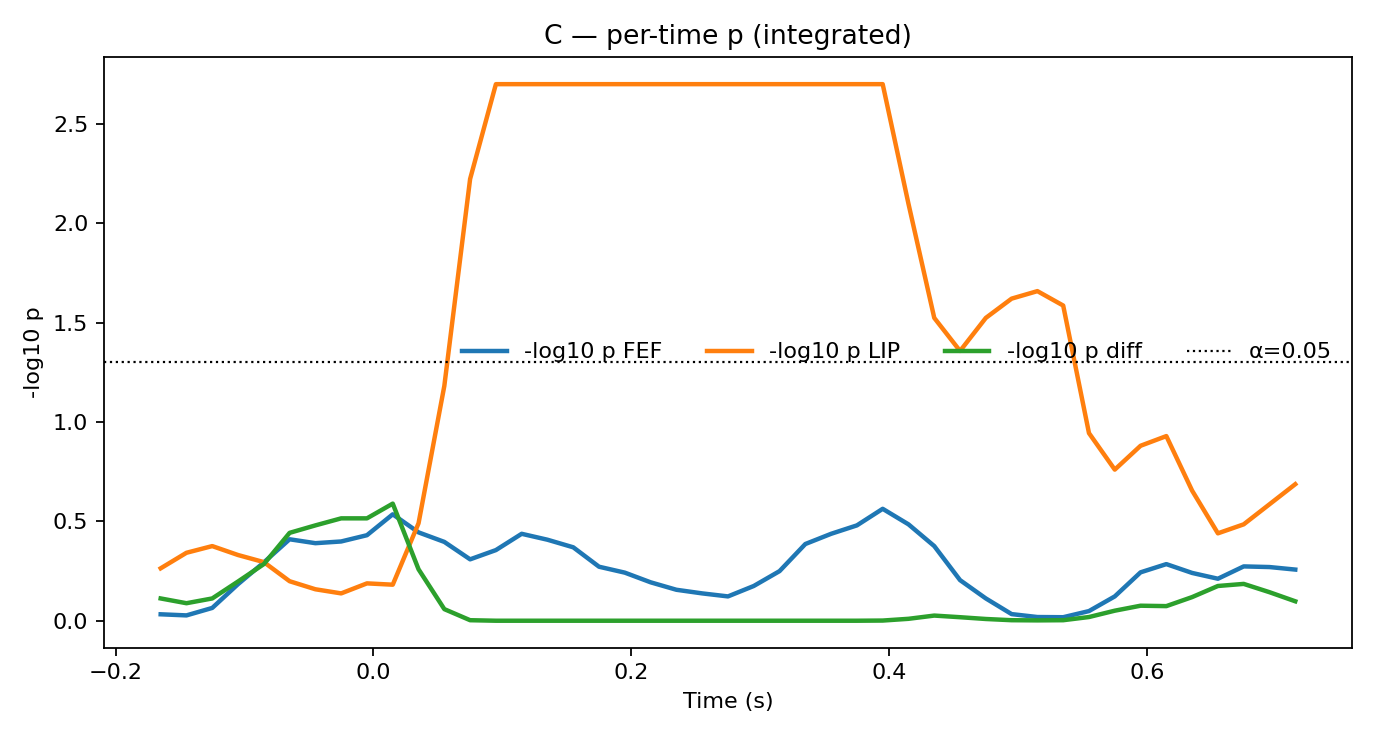 C — per-time p (integrated)
-log10 p
2.5
2.0
1.5
1.0
0.5
0.0
-log10 p FEF -log10 p LIP -log10 p diff α=0.05
−0.2 0.0 0.2 0.4 0.6
Time (s)